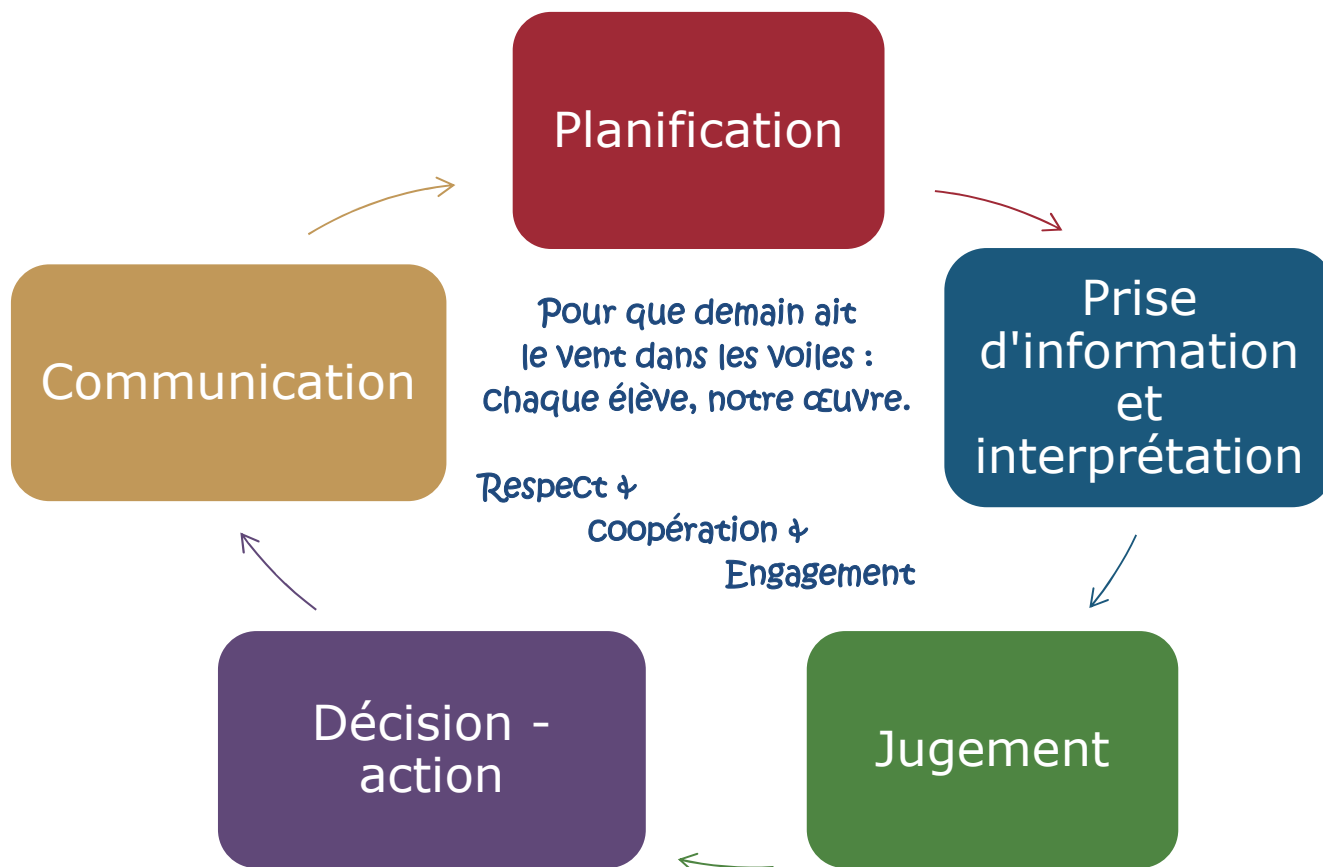 Planification
Prise
d'information
et
interprétation
Jugement
Décision -
action
Communication
Pour que demain ait
le vent dans les voiles :
chaque élève, notre œuvre.
Respect &
coopération &
Engagement